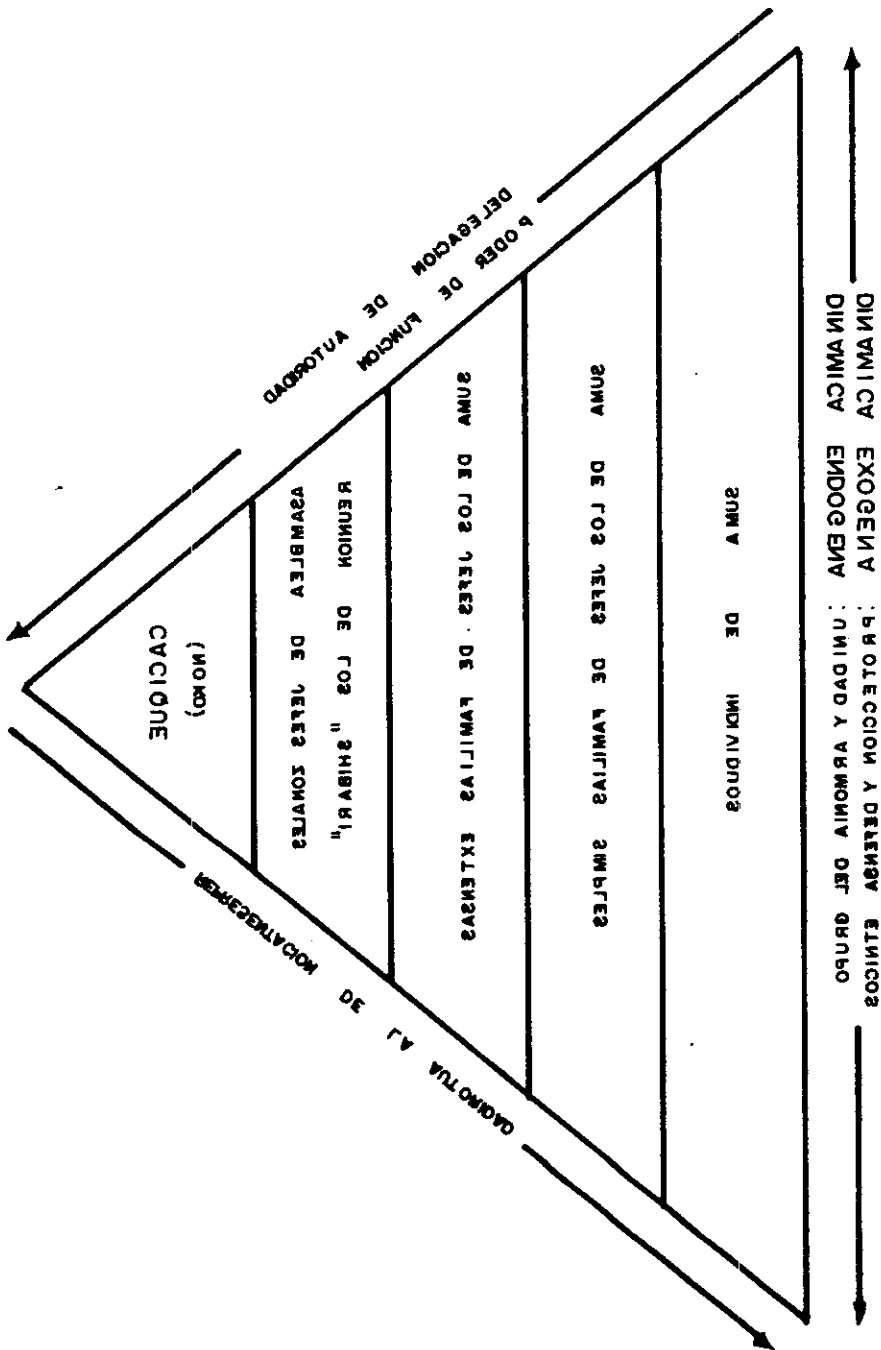 CACIQUE
(NOKO)
ASAMBLEA DE JEFES ZONALES
REUNION DE LOS "SHIBARI"
SUMA DE LOS JEFES DE FAMILIAS EXTENSAS
SUMA DE LOS JEFES DE FAMILIAS SIMPLES
SUMA DE INDIVIDUOS
DELEGACION DE AUTORIDAD
PODER DE FUNCION
REPRESENTACION DE LA AUTORIDAD
DINAMICA ENDOGENA : UNIDAD Y ARMONIA DEL GRUPO
DINAMICA EXOGENA : PROTECCION Y DEFENSA ETNICOS